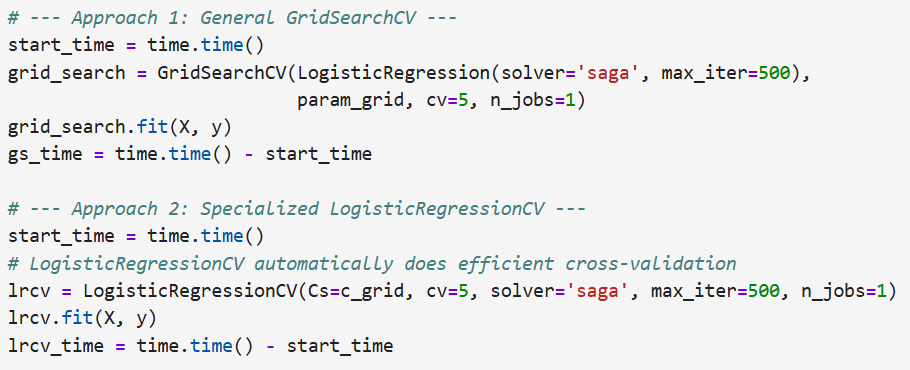 # --- Approach 1: General GridSearchCV ---
start_time = time.time()
grid_search = GridSearchCV(LogisticRegression(solver='saga', max_iter=500),
                           param_grid, cv=5, n_jobs=1)
grid_search.fit(X, y)
gs_time = time.time() - start_time

# --- Approach 2: Specialized LogisticRegressionCV ---
start_time = time.time()
# LogisticRegressionCV automatically does efficient cross-validation
lrcv = LogisticRegressionCV(Cs=c_grid, cv=5, solver='saga', max_iter=500, n_jobs=1)
lrcv.fit(X, y)
lrcv_time = time.time() - start_time